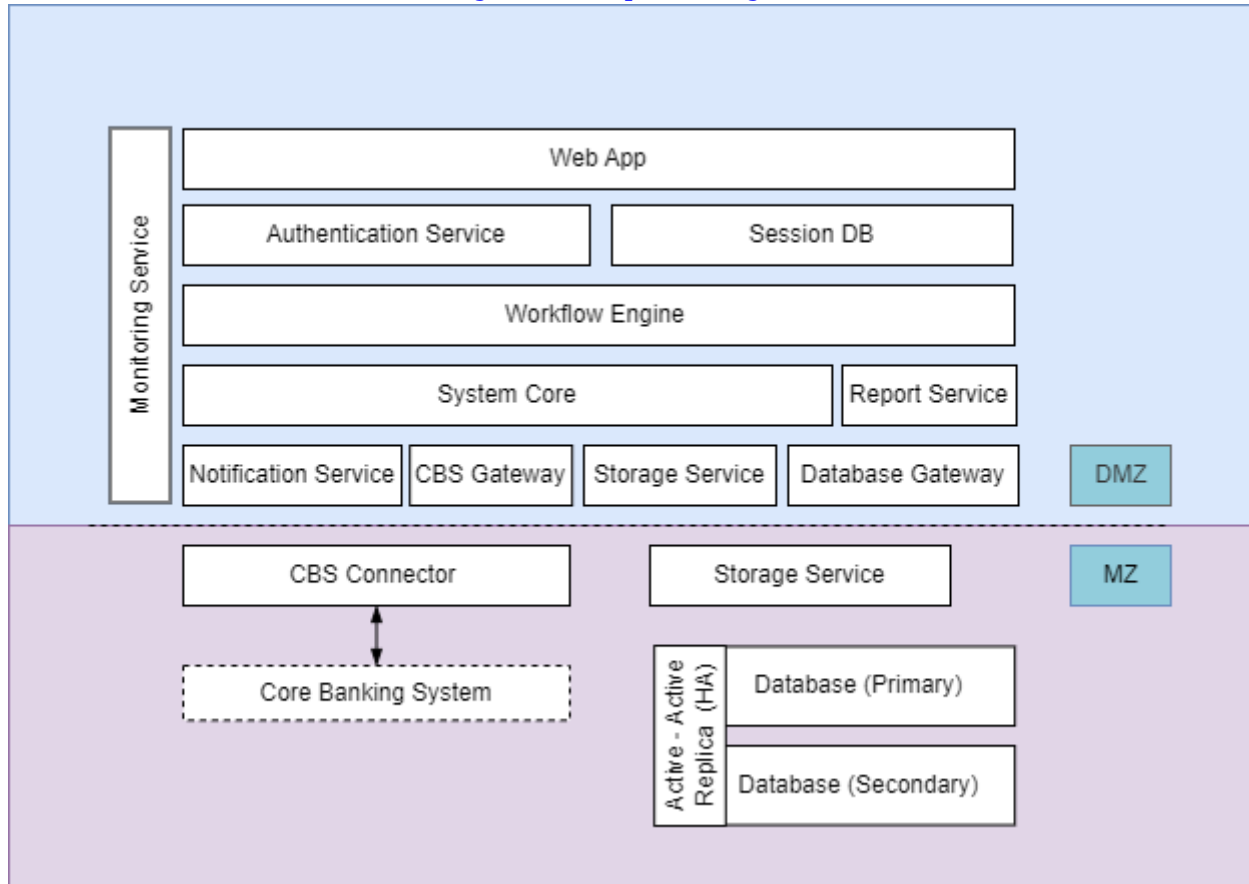 Monitoring Service
Web App
Authentication Service
Session DB
Workflow Engine
System Core
Report Service
Notification Service
CBS Gateway
Storage Service
Database Gateway
DMZ
CBS Connector
Storage Service
MZ
Core Banking System
Active - Active
Replica (HA)
Database (Primary)
Database (Secondary)